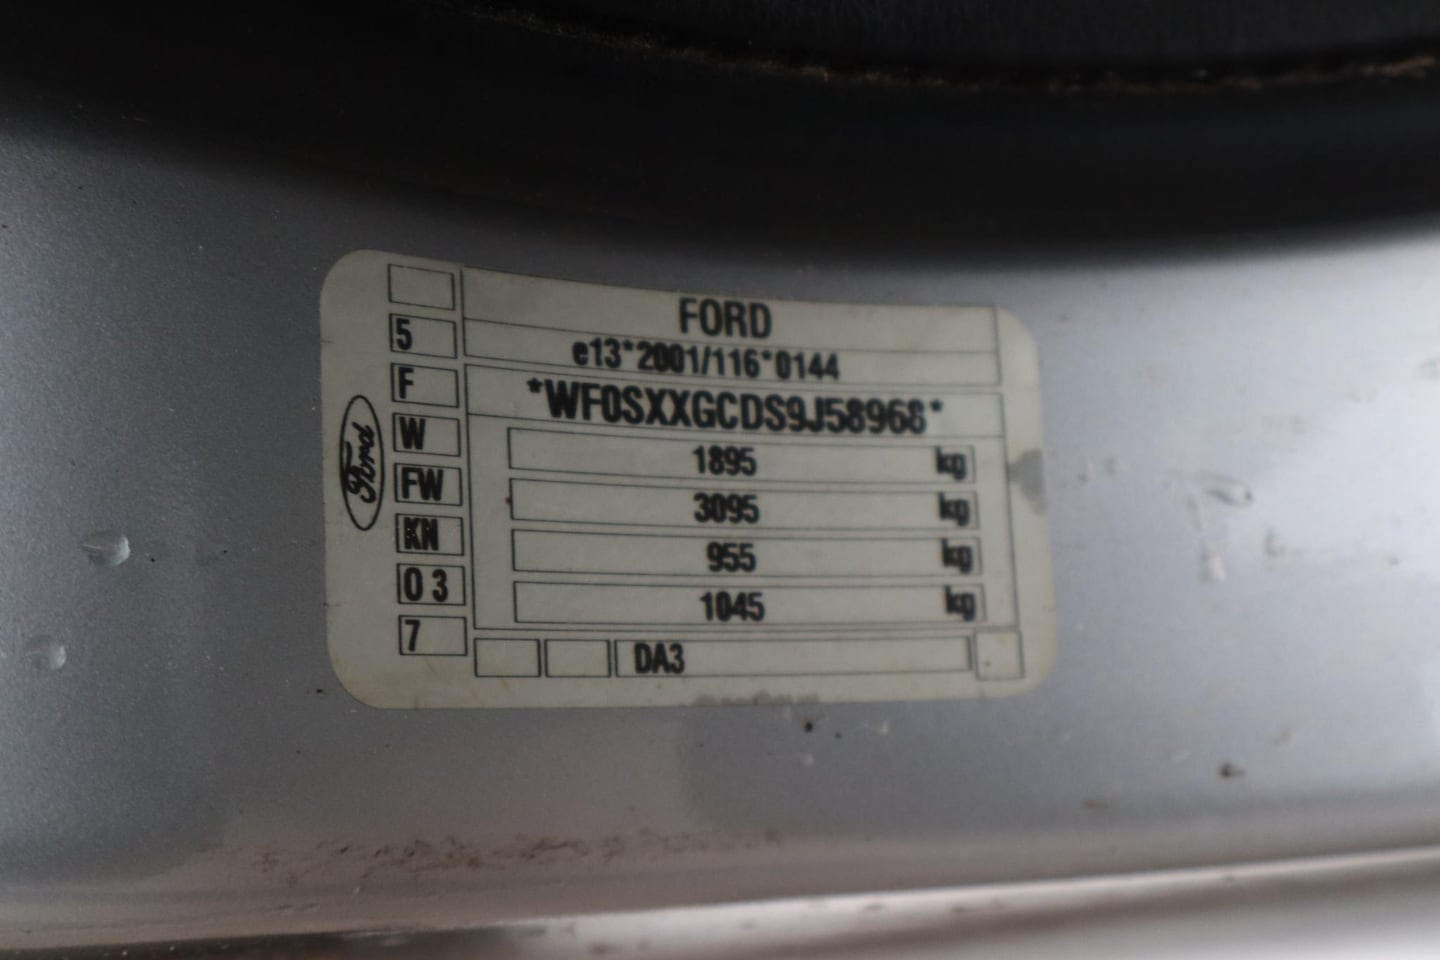 FORD
e13*2001/116*0144
*WF0SXXGCDS9J58968*
1895 kg
3095 kg
955 kg
1045 kg
DA3
5
F
W
FW
KN
0 3
7
Ford